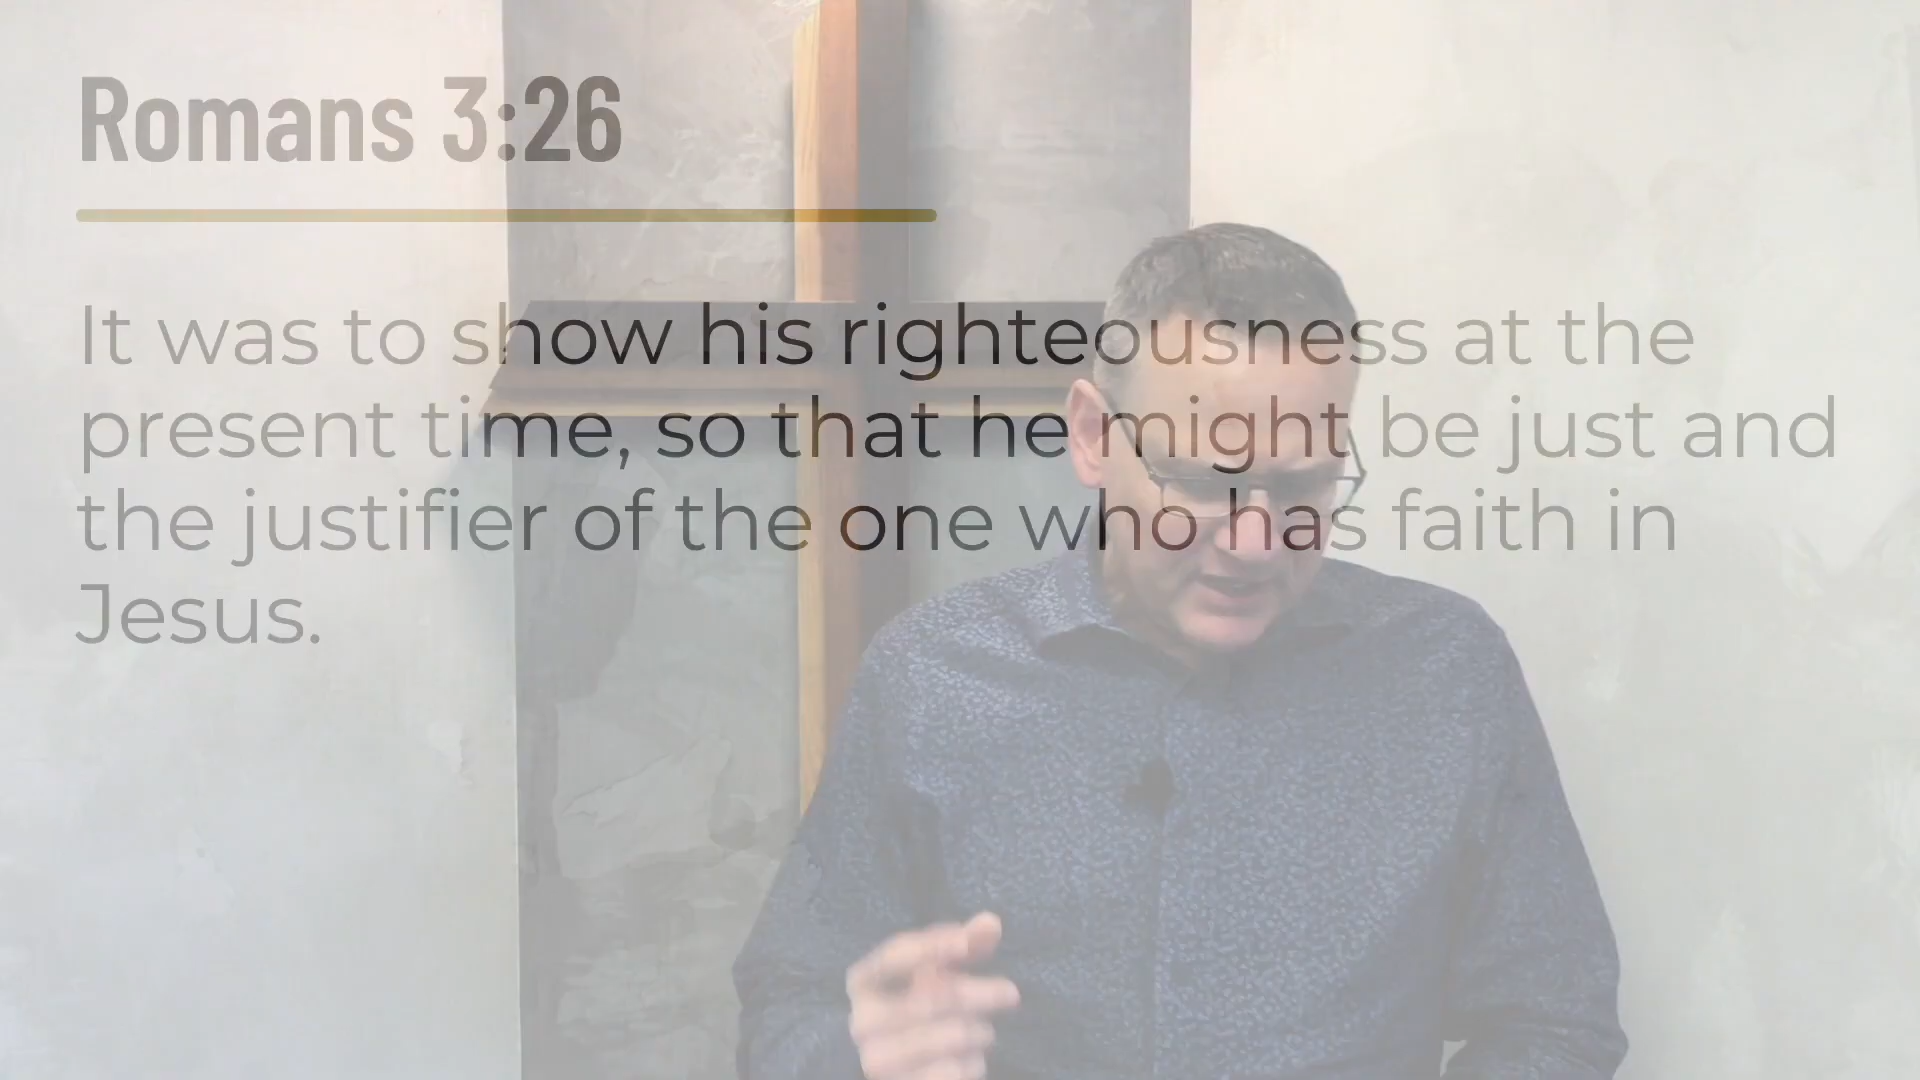 Romans 3:26
It was to show his righteousness at the
present time, so that he might be just and
the justifier of the one who has faith in
Jesus.